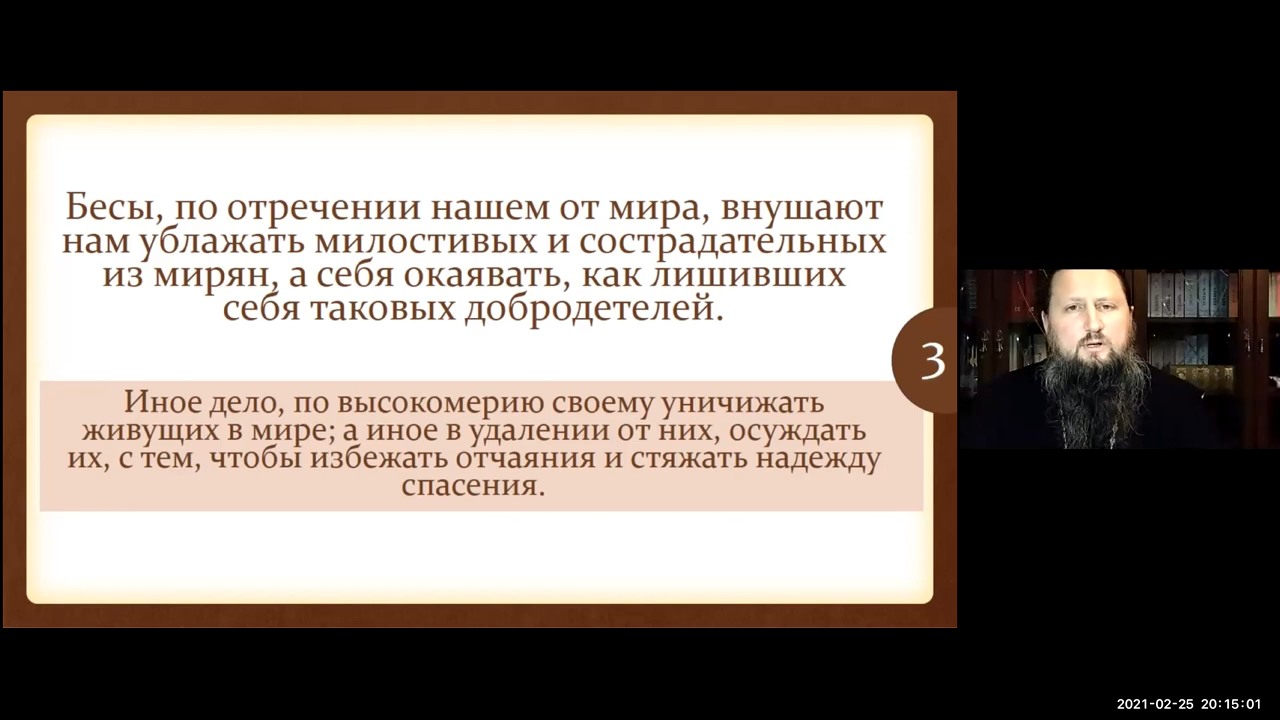 Бесы, по отречении нашем от мира, внушают
нам ублажать милостивых и сострадательных
из мирян, а себя окаявать, как лишивших
себя таковых добродетелей.
3
Иное дело, по высокомерию своему уничижать
живущих в мире; а иное в удалении от них, осуждать
их, с тем, чтобы избежать отчаяния и стяжать надежду
спасения.
2021-02-25 20:15:01